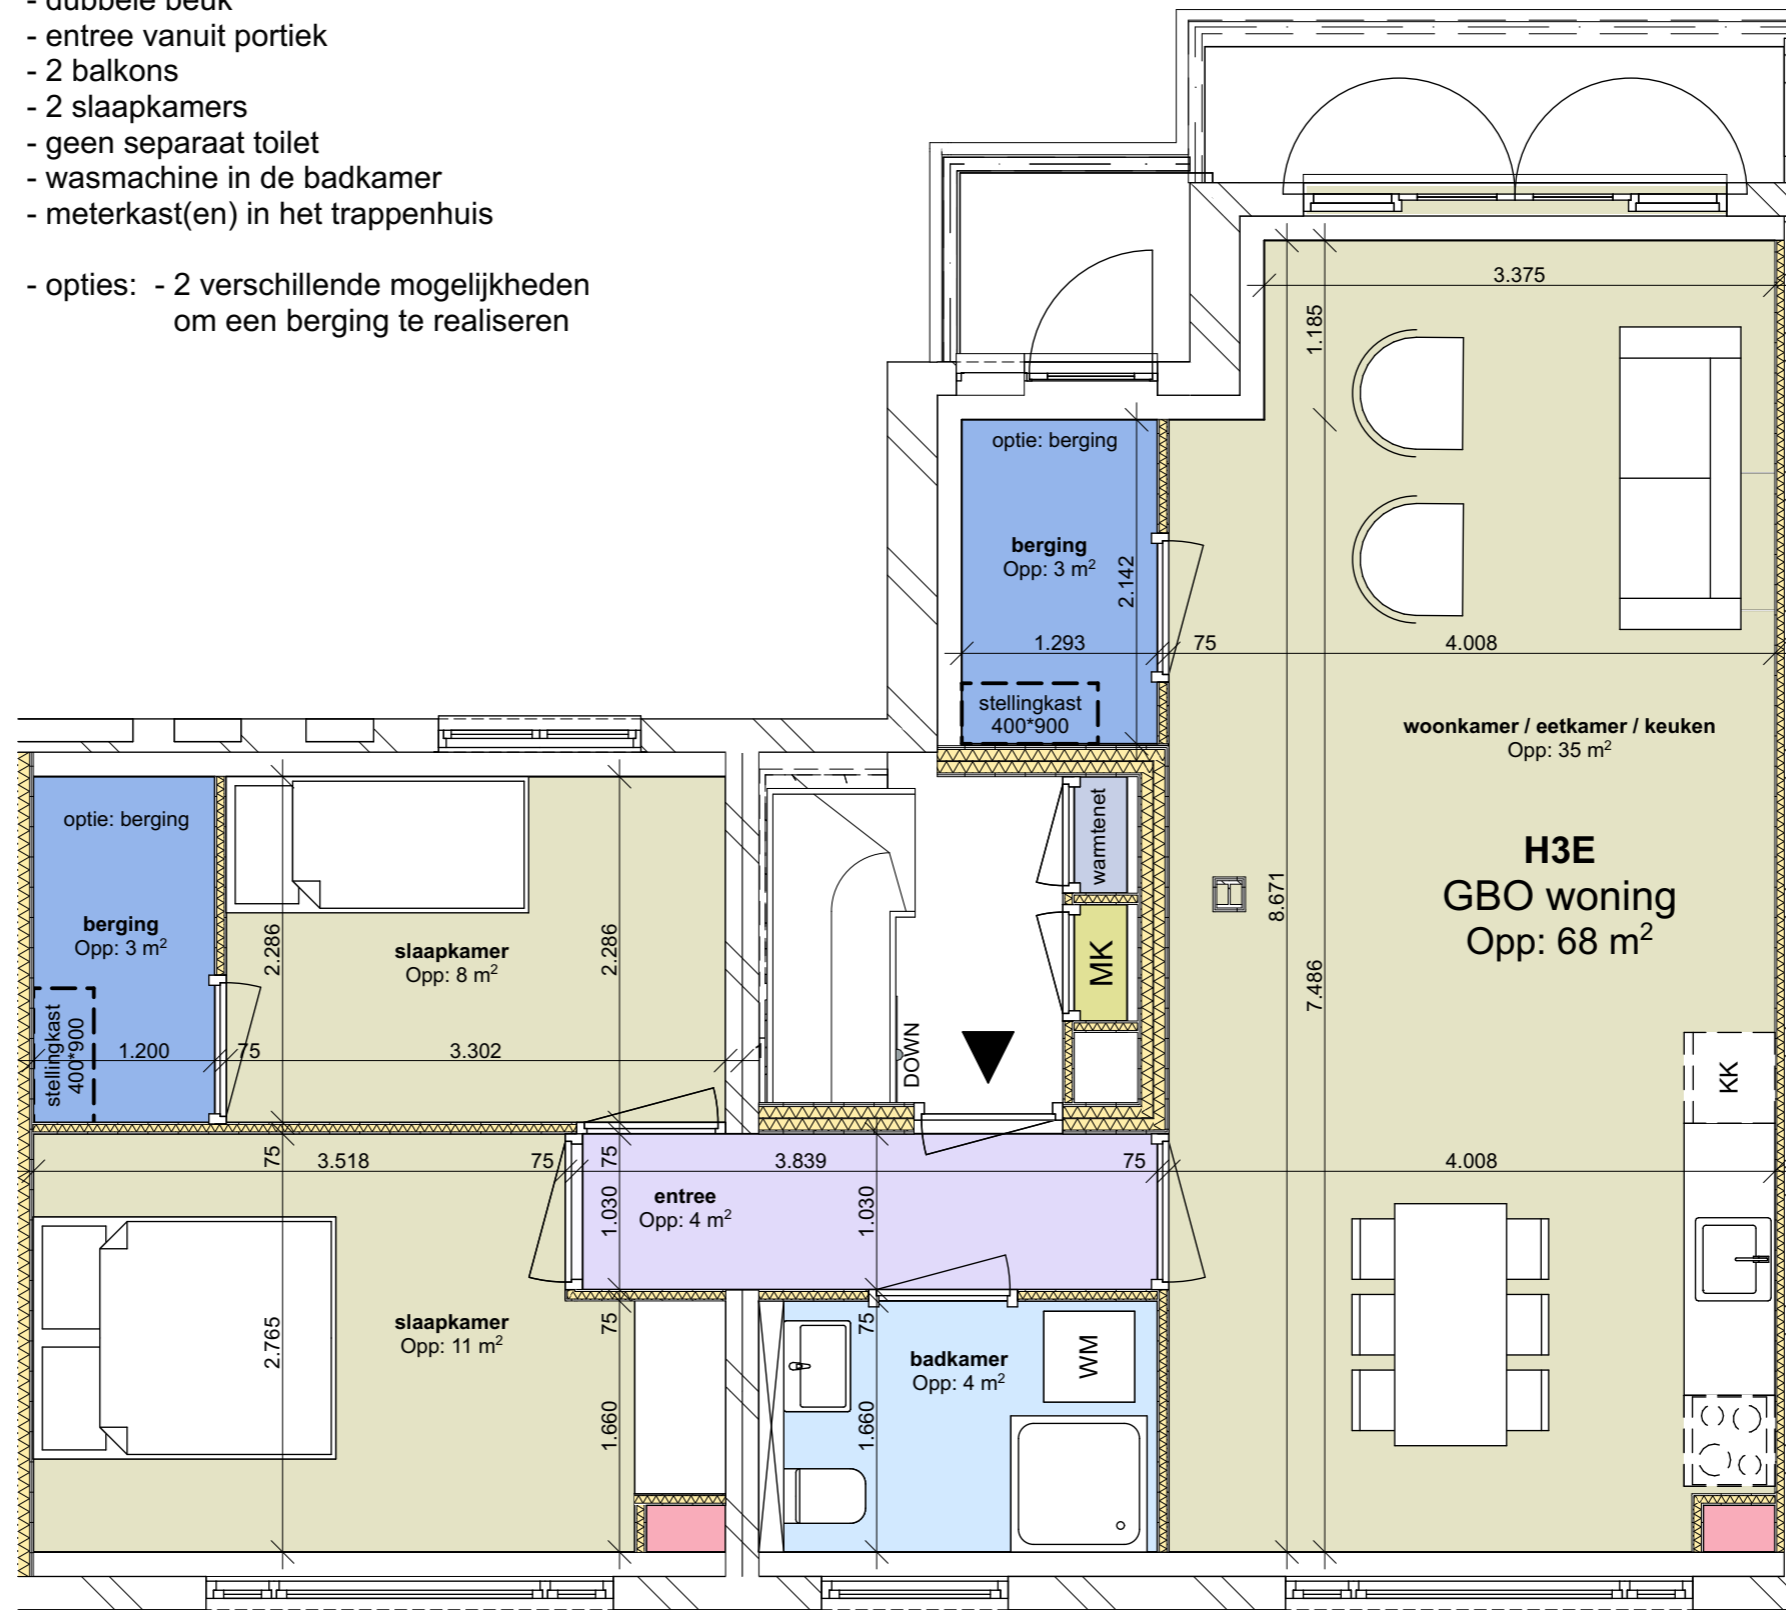 - dubbele beuk
- entree vanuit portiek
- 2 balkons
- 2 slaapkamers
- geen separaat toilet
- wasmachine in de badkamer
- meterkast(en) in het trappenhuis
- opties: - 2 verschillende mogelijkheden
om een berging te realiseren
3.375
1.185
optie: berging
berging
Opp: 3 m²
2.142
1.293
75
4.008
stellingkast
400*900
woonkamer / eetkamer / keuken
Opp: 35 m²
H3E
GBO woning
Opp: 68 m²
8.671
7.486
optie: berging
berging
Opp: 3 m²
stellingkast
400*900
1.200
75
2.286
slaapkamer
Opp: 8 m²
2.286
3.302
warmtenet
MK
DOWN
KK
75
3.518
75
75
3.839
75
4.008
entree
Opp: 4 m²
1.030
1.030
slaapkamer
Opp: 11 m²
2.765
75
1.660
75
1.660
badkamer
Opp: 4 m²
WM